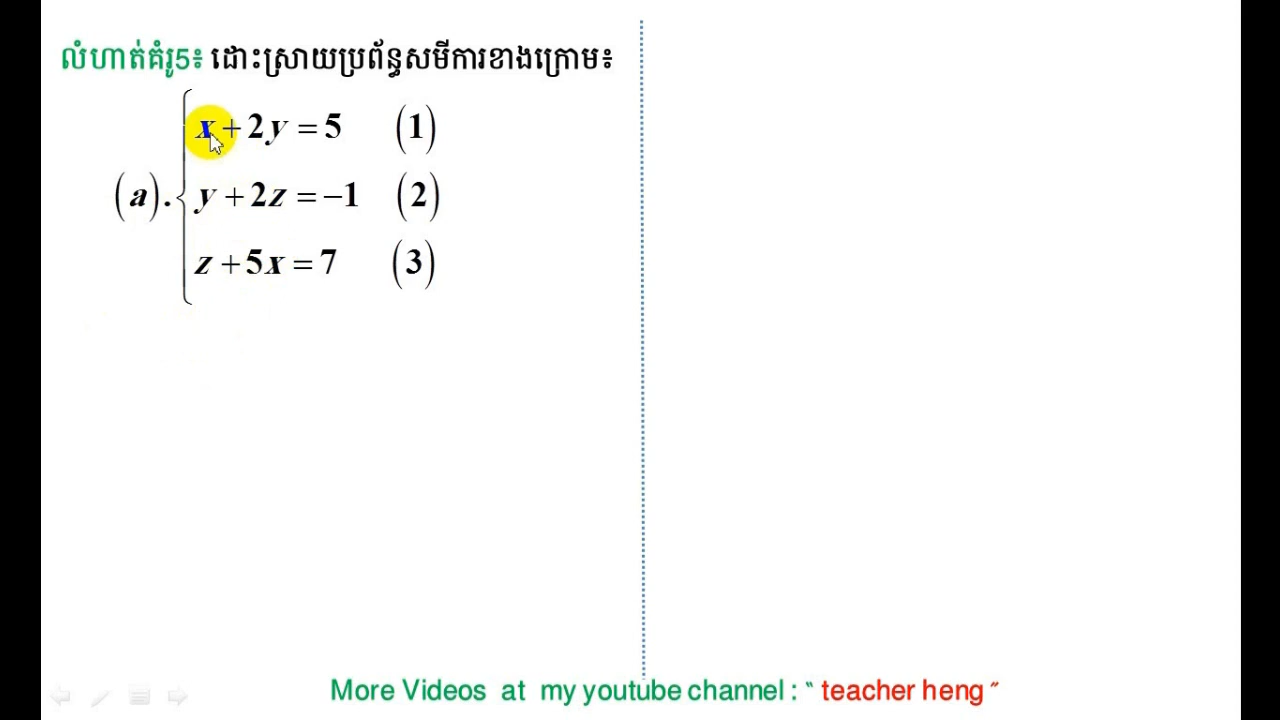 លំហាត់គំរូ5៖ ដោះស្រាយប្រព័ន្ធសមីការខាងក្រោម៖
x + 2y = 5 (1)
(a). y + 2z = −1 (2)
z + 5x = 7 (3)
More Videos at my youtube channel : “ teacher heng ”